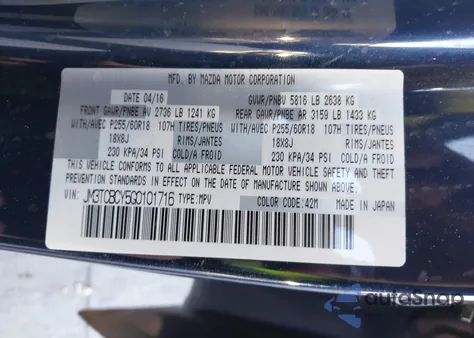 MFD. BY MAZDA MOTOR CORPORATION
DATE 04/16 GVWR/PNBV 5816 LB 2638 KG
FRONT GAWR/PNBE AV 2736 LB 1241 KG REAR GAWR/PNBE AR 3159 LB 1433 KG
WITH/AVEC P255/60R18 107H TIRES/PNEUS WITH/AVEC P255/60R18 107H TIRES/PNEUS
18X8J RIMS/JANTES 18X8J RIMS/JANTES
230 KPA/34 PSI COLD/A FROID 230 KPA/34 PSI COLD/A FROID
THIS VEHICLE CONFORMS TO ALL APPLICABLE FEDERAL MOTOR VEHICLE SAFETY, BUMPER, AND THEFT
PREVENTION STANDARDS IN EFFECT ON THE DATE OF MANUFACTURE SHOWN ABOVE.
VIN: JM3TCBCY5G0101716 TYPE:MPV COLOR:42M MADE IN JAPAN
autoSnap